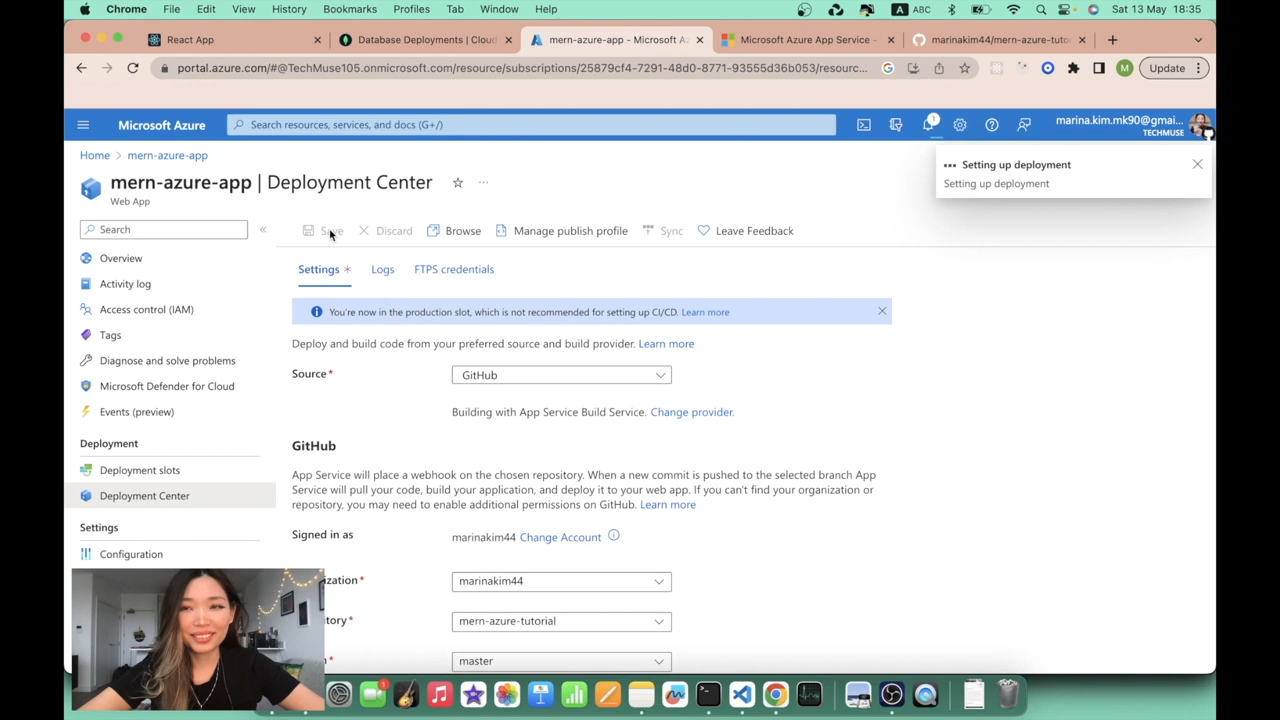 Chrome File Edit View History Bookmarks Profiles Tab Window Help A ABC Sat 13 May 18:35
React App
Database Deployments | Cloud
mern-azure-app - Microsoft Az
Microsoft Azure App Service -
marinakim44/mern-azure-tuto
portal.azure.com/#@TechMuse105.onmicrosoft.com/resource/subscriptions/25879cf4-7291-48d0-8771-93555d36b053/resourc... M Update
Microsoft Azure
Search resources, services, and docs (G+/)
1
marina.kim.mk90@gmai...
TECHMUSE
Home > mern-azure-app
Setting up deployment
Setting up deployment
mern-azure-app | Deployment Center
Web App
Search
Save Discard Browse Manage publish profile Sync Leave Feedback
Overview
Activity log
Access control (IAM)
Tags
Diagnose and solve problems
Microsoft Defender for Cloud
Events (preview)
Deployment
Deployment slots
Deployment Center
Settings
Configuration
Settings * Logs FTPS credentials
You're now in the production slot, which is not recommended for setting up CI/CD. Learn more
Deploy and build code from your preferred source and build provider. Learn more
Source* GitHub
Building with App Service Build Service. Change provider.
GitHub
App Service will place a webhook on the chosen repository. When a new commit is pushed to the selected branch App
Service will pull your code, build your application, and deploy it to your web app. If you can't find your organization or
repository, you may need to enable additional permissions on GitHub. Learn more
Signed in as marinakim44 Change Account
ization* marinakim44
tory* mern-azure-tutorial
* master
1